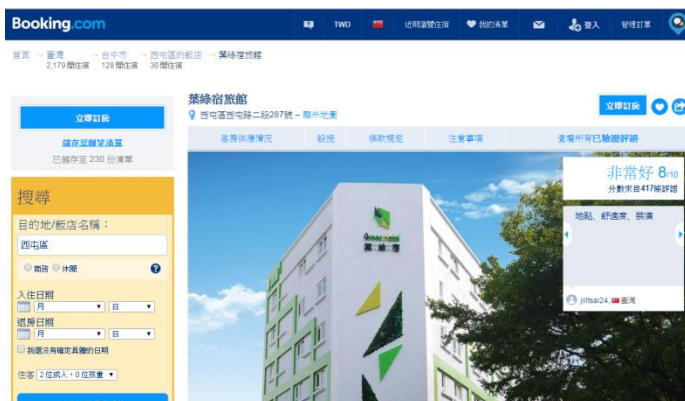 Booking.com
TWD 近期瀏覽住宿 我的清單 登入 管理訂單
首頁 → 臺灣 → 台中市 → 西屯區的飯店 → 葉綠宿旅館
2,179 間住宿 128 間住宿 30 間住宿
立即訂房
儲存至願望清單
已儲存至 230 份清單
葉綠宿旅館
西屯區西屯路二段287號 – 顯示地圖
立即訂房
客房供應情況 設施 條款規定 注意事項 查看所有已驗證評語
非常好 8/10
分數來自417條評語
地點、舒適度、裝潢
jilltsai24, 臺灣
葉綠宿
搜尋
目的地/飯店名稱：
西屯區
商務 休閒 ?
入住日期
月 日
退房日期
月 日
我還沒有確定具體的日期
住客 2 位成人、0 位孩童